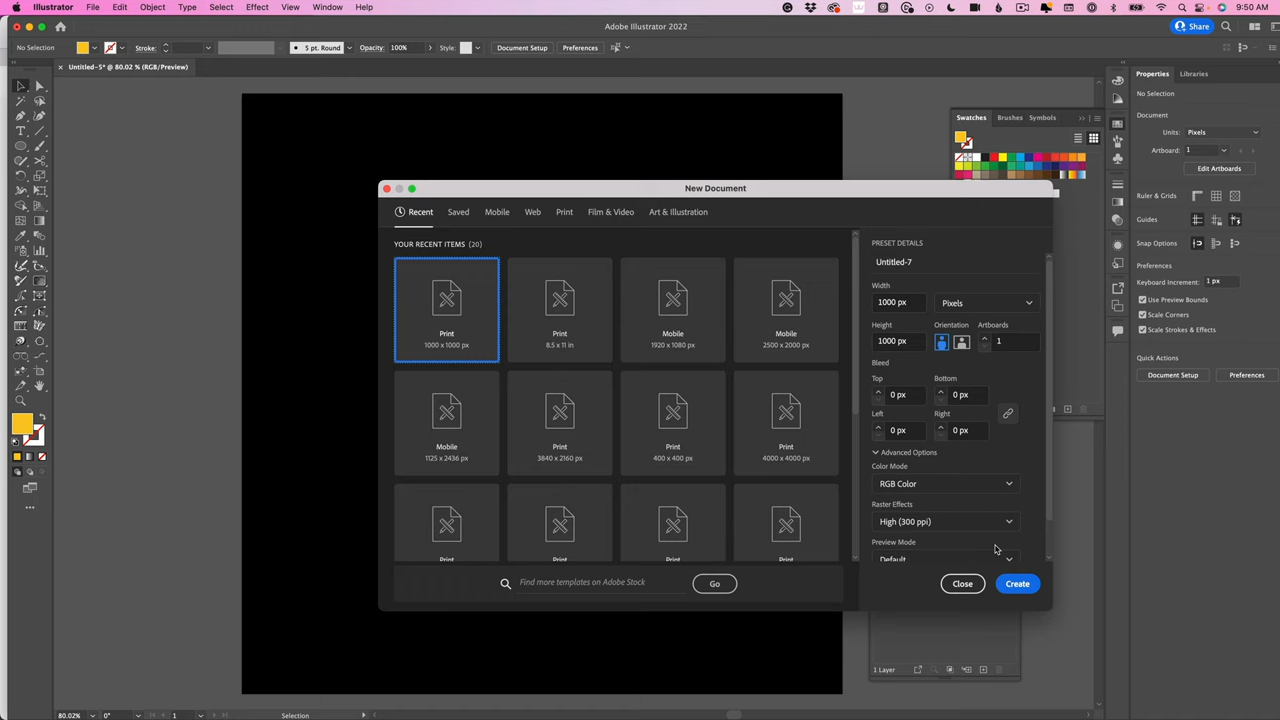 Illustrator File Edit Object Type Select Effect View Window Help 9:50 AM
Adobe Illustrator 2022
Share
No Selection Stroke: 5 pt. Round Opacity: 100% Style: Document Setup Preferences
× Untitled-5* @ 80.02 % (RGB/Preview)
Properties Libraries
No Selection
Document
Units: Pixels
Artboard: 1
Edit Artboards
Ruler & Grids
Guides
Snap Options
Preferences
Keyboard Increment: 1 px
Use Preview Bounds
Scale Corners
Scale Strokes & Effects
Quick Actions
Document Setup Preferences
Swatches Brushes Symbols
New Document
Recent Saved Mobile Web Print Film & Video Art & Illustration
YOUR RECENT ITEMS (20)
Print Print Mobile Mobile
1000 x 1000 px 8.5 x 11 in 1920 x 1080 px 2500 x 2000 px
Mobile Print Print Print
1125 x 2436 px 3840 x 2160 px 400 x 400 px 4000 x 4000 px
Print Print Print Print
Find more templates on Adobe Stock Go
PRESET DETAILS
Untitled-7
Width
1000 px Pixels
Height Orientation Artboards
1000 px 1
Bleed
Top Bottom
0 px 0 px
Left Right
0 px 0 px
Advanced Options
Color Mode
RGB Color
Raster Effects
High (300 ppi)
Preview Mode
Default
Close Create
1 Layer
80.02% 0° 1 Selection